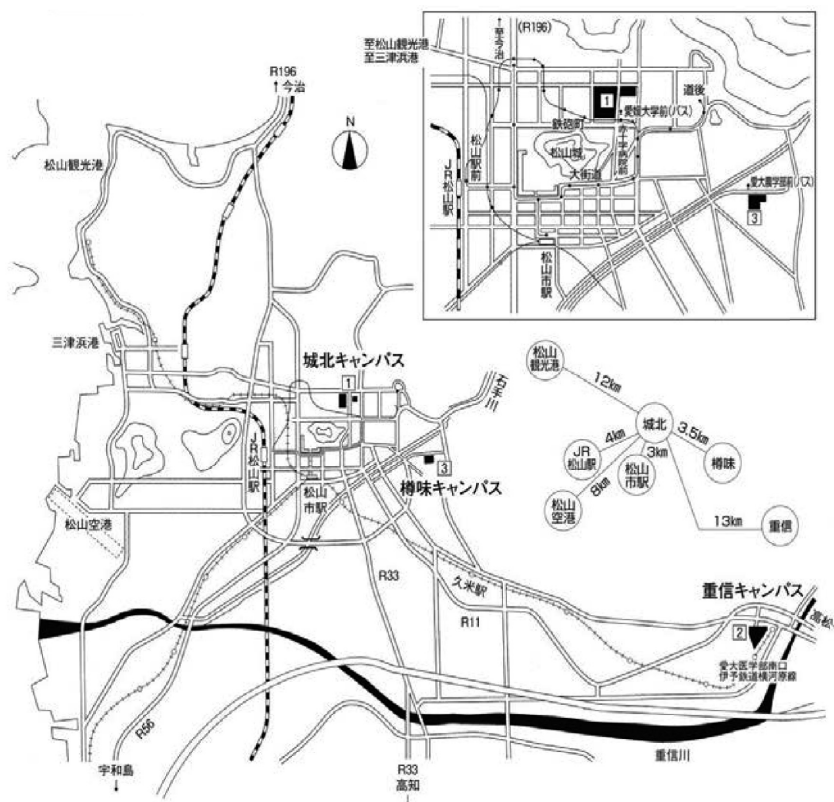 R196
↑今治
N
松山観光港
三津浜港
城北キャンパス
1
石手川
JR松山駅
3
樽味キャンパス
松山
市駅
松山空港
R33
久米駅
R11
重信キャンパス
高松
2
愛大医学部南口
伊予鉄道横河原線
重信川
R56
宇和島
↓
R33
高知
↓
至松山観光港
至三津浜港
↑至今治
(R196)
1
愛媛大学前(バス)
道後
鉄砲町
赤十字病院前
松山城
大街道
松山駅前
JR松山駅
愛大農学部前(バス)
3
松山市駅
松山
観光港
12km
城北
3.5km
樽味
JR
松山駅
4km
3km
松山
市駅
松山
空港
8km
13km
重信